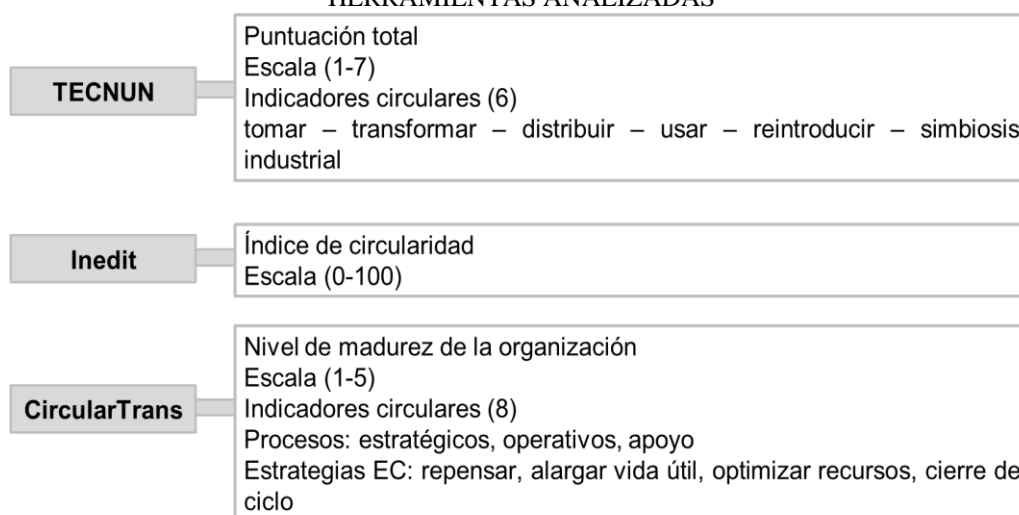 HERRAMIENTAS ANALIZADAS
TECNUN
Puntuación total
Escala (1-7)
Indicadores circulares (6)
tomar – transformar – distribuir – usar – reintroducir – simbiosis
industrial
Inedit
Índice de circularidad
Escala (0-100)
CircularTrans
Nivel de madurez de la organización
Escala (1-5)
Indicadores circulares (8)
Procesos: estratégicos, operativos, apoyo
Estrategias EC: repensar, alargar vida útil, optimizar recursos, cierre de
ciclo